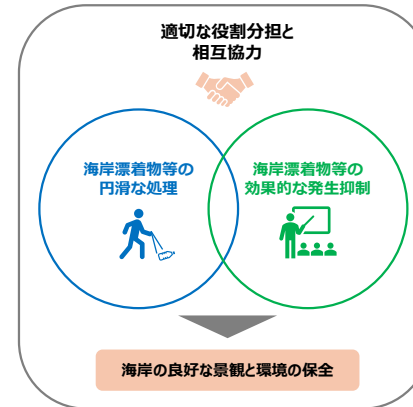 適切な役割分担と
相互協力
海岸漂着物等の
円滑な処理
海岸漂着物等の
効果的な発生抑制
海岸の良好な景観と環境の保全